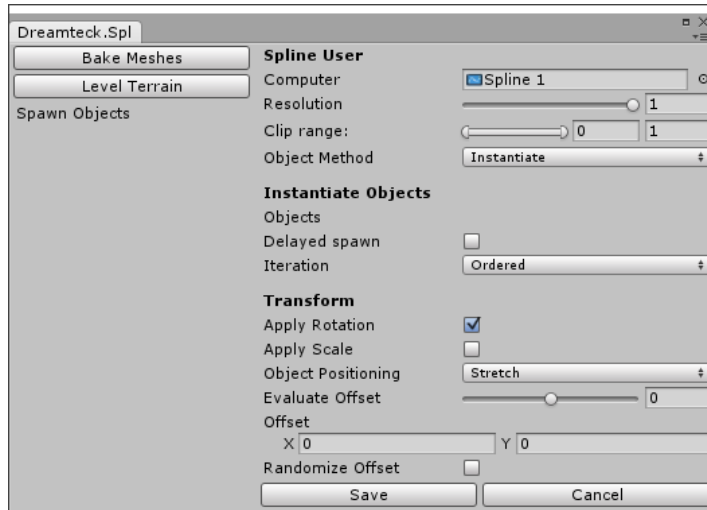 Dreamteck.Spl
Bake Meshes
Level Terrain
Spawn Objects
Spline User
Computer Spline 1
Resolution 1
Clip range: 0 1
Object Method Instantiate
Instantiate Objects
Objects
Delayed spawn
Iteration Ordered
Transform
Apply Rotation
Apply Scale
Object Positioning Stretch
Evaluate Offset 0
Offset
X 0 Y 0
Randomize Offset
Save Cancel